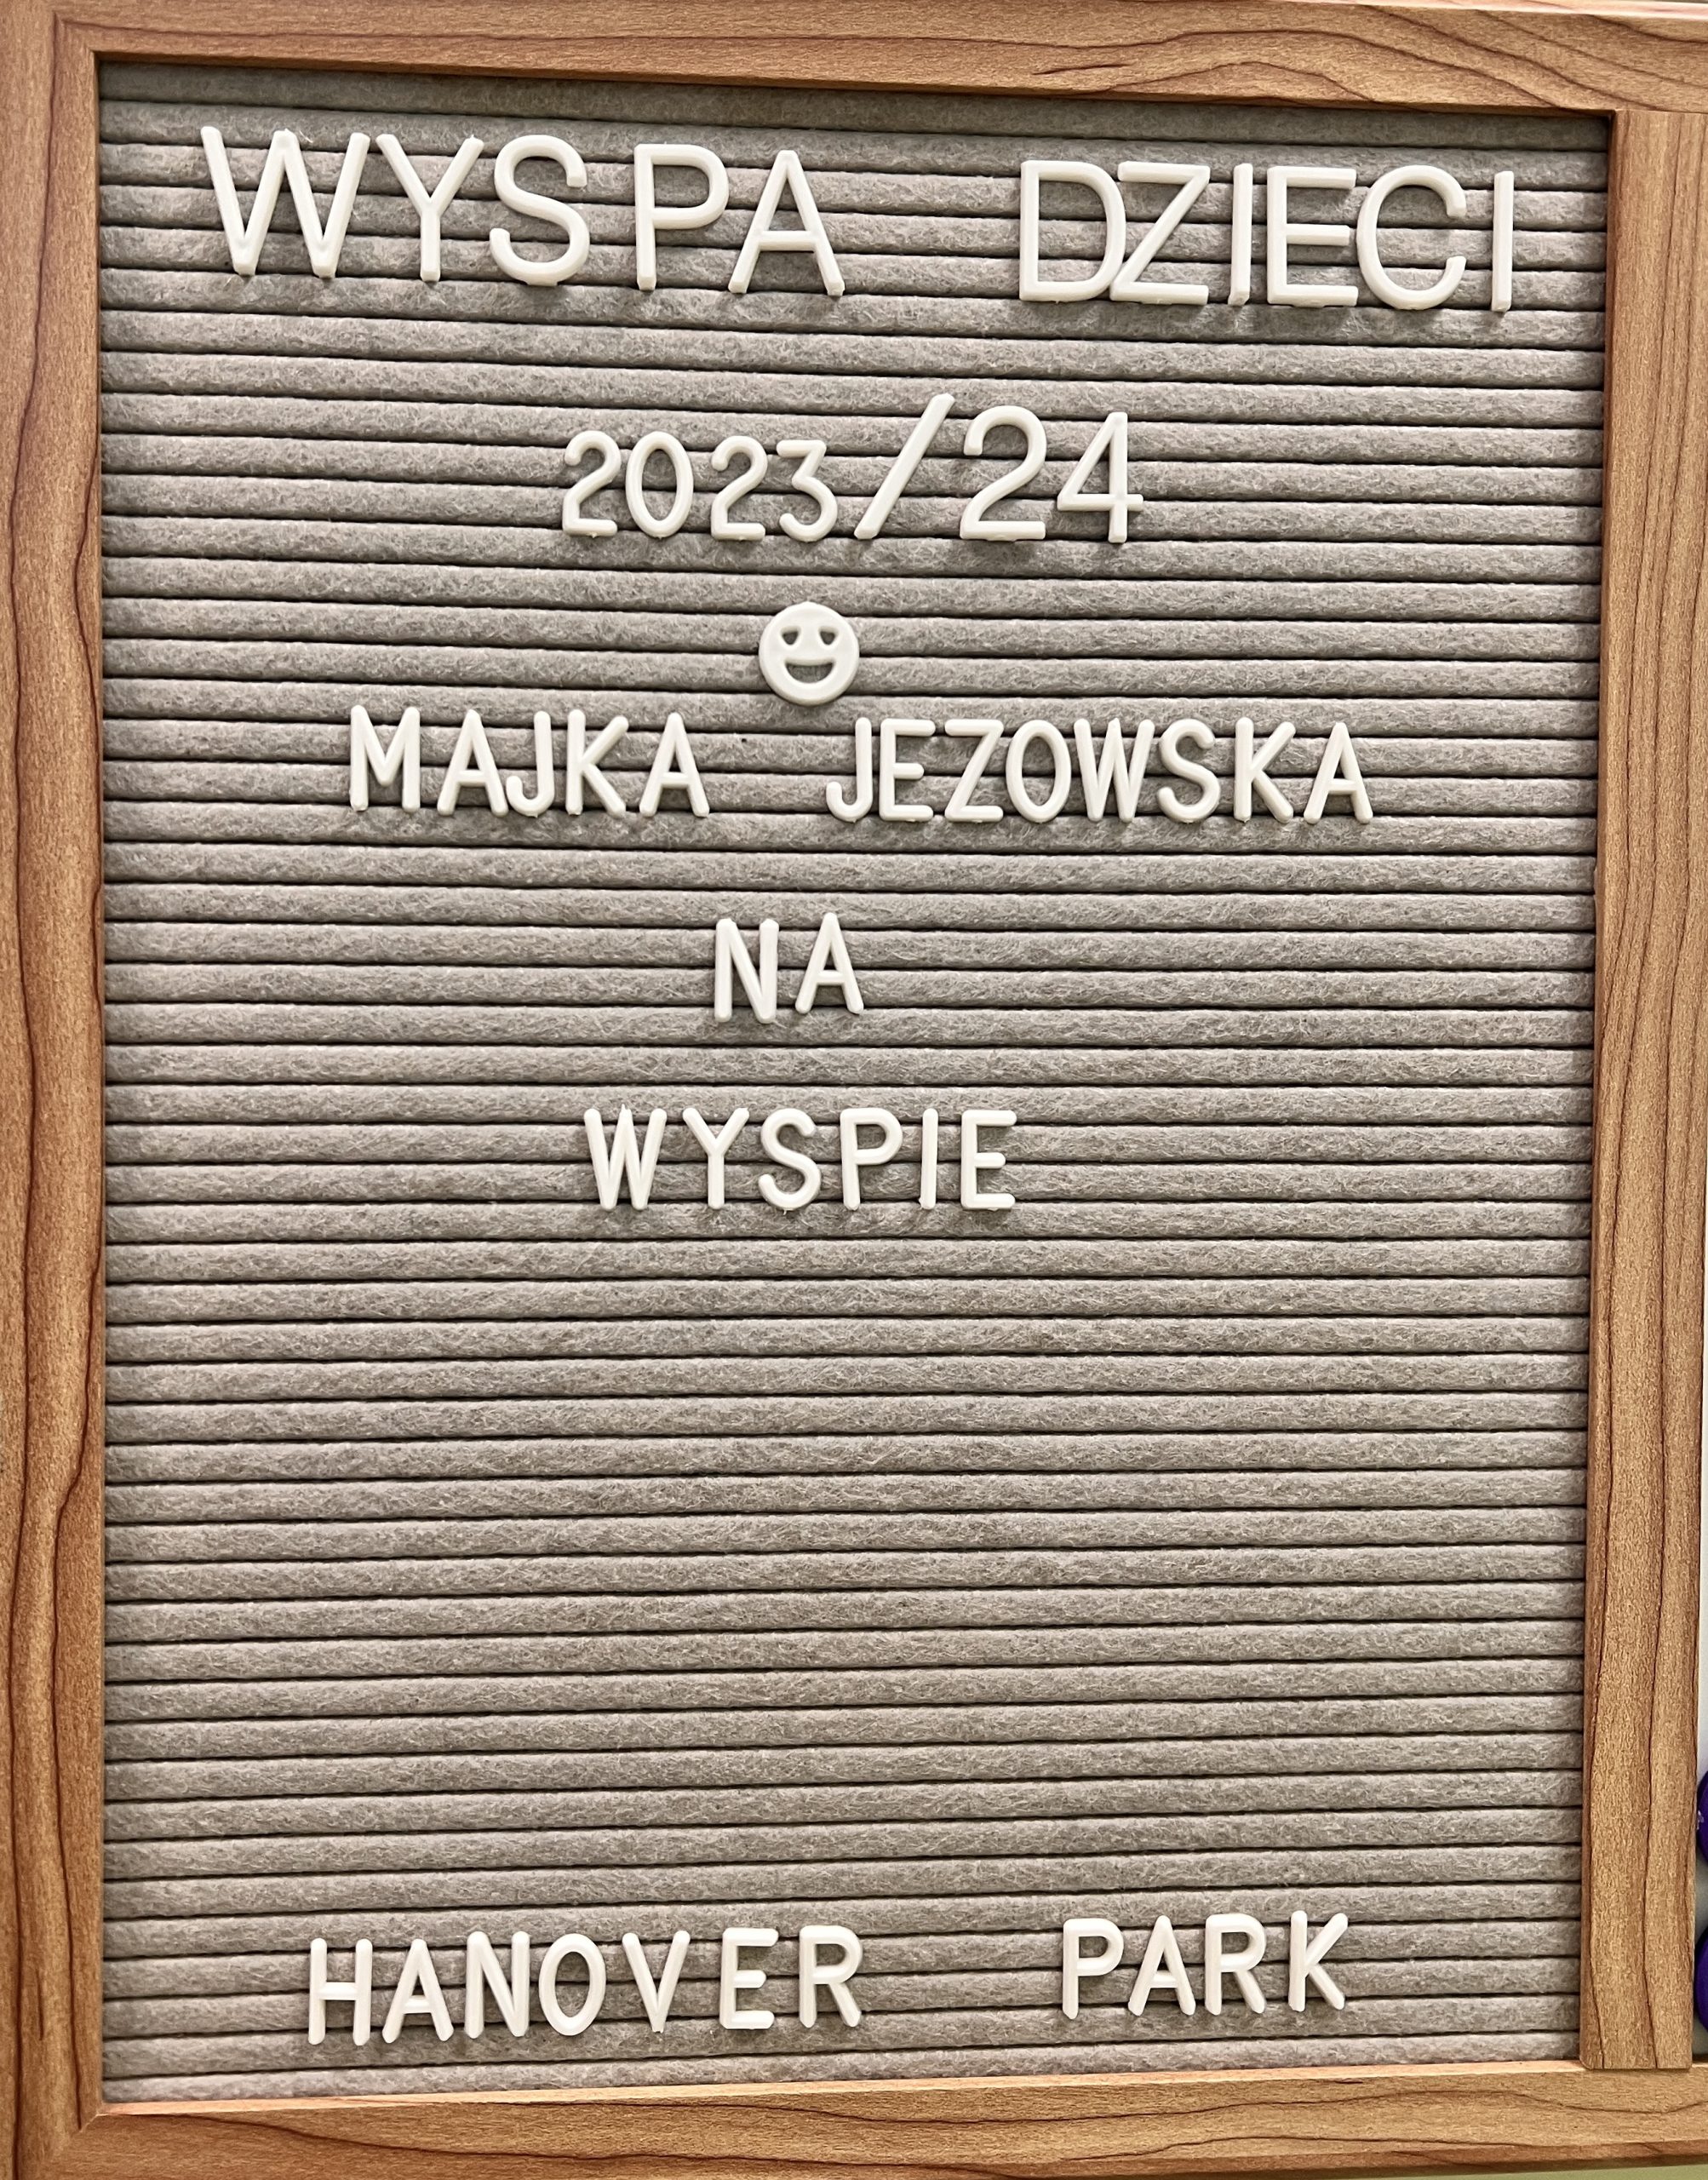 WYSPA DZIECI
2023/24
MAJKA JEZOWSKA
NA
WYSPIE
HANOVER PARK